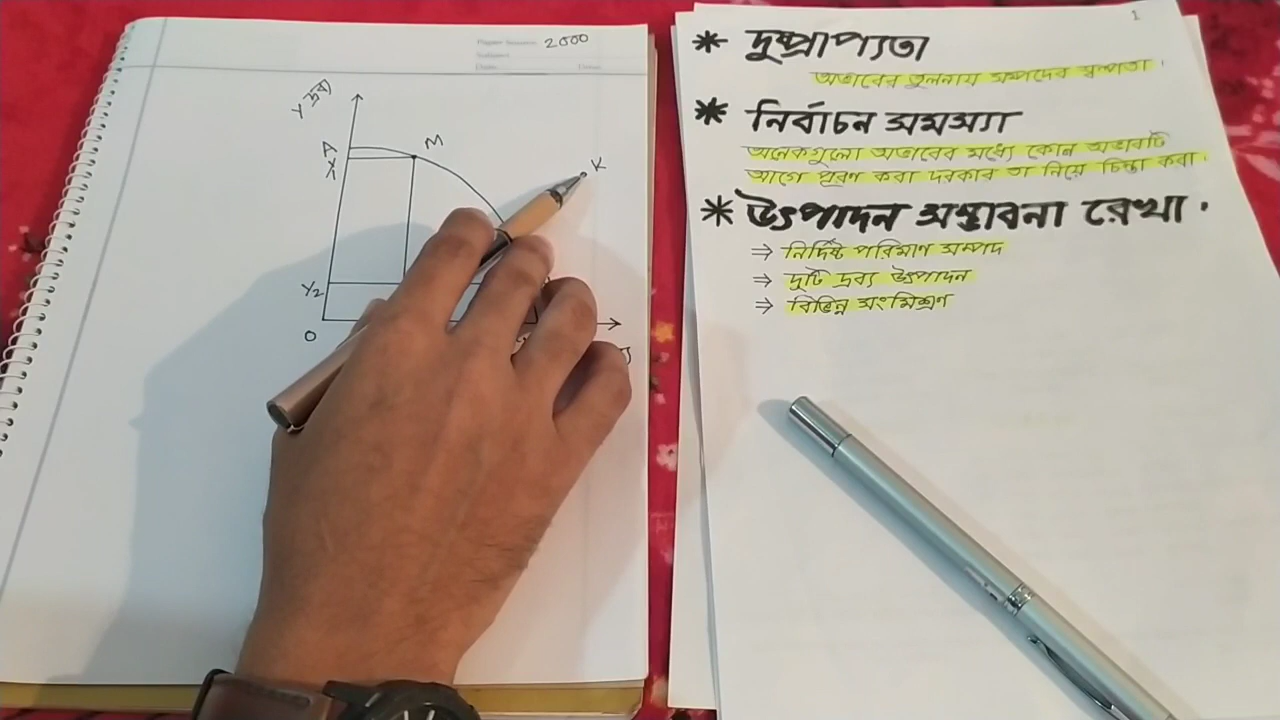 2000
Y দ্রব্য
A
M
K
Y₂
O
1
* দুষ্প্রাপ্যতা
অভাবের তুলনায় সম্পদের স্বল্পতা।
* নির্বাচন সমস্যা
অনেকগুলো অভাবের মধ্যে কোন অভাবটি
আগে পূরণ করা দরকার তা নিয়ে চিন্তা করা।
* উৎপাদন সম্ভাবনা রেখা.
⇒ নির্দিষ্ট পরিমাণ সম্পদ
⇒ দুটি দ্রব্য উৎপাদন
⇒ বিভিন্ন সংমিশ্রণ